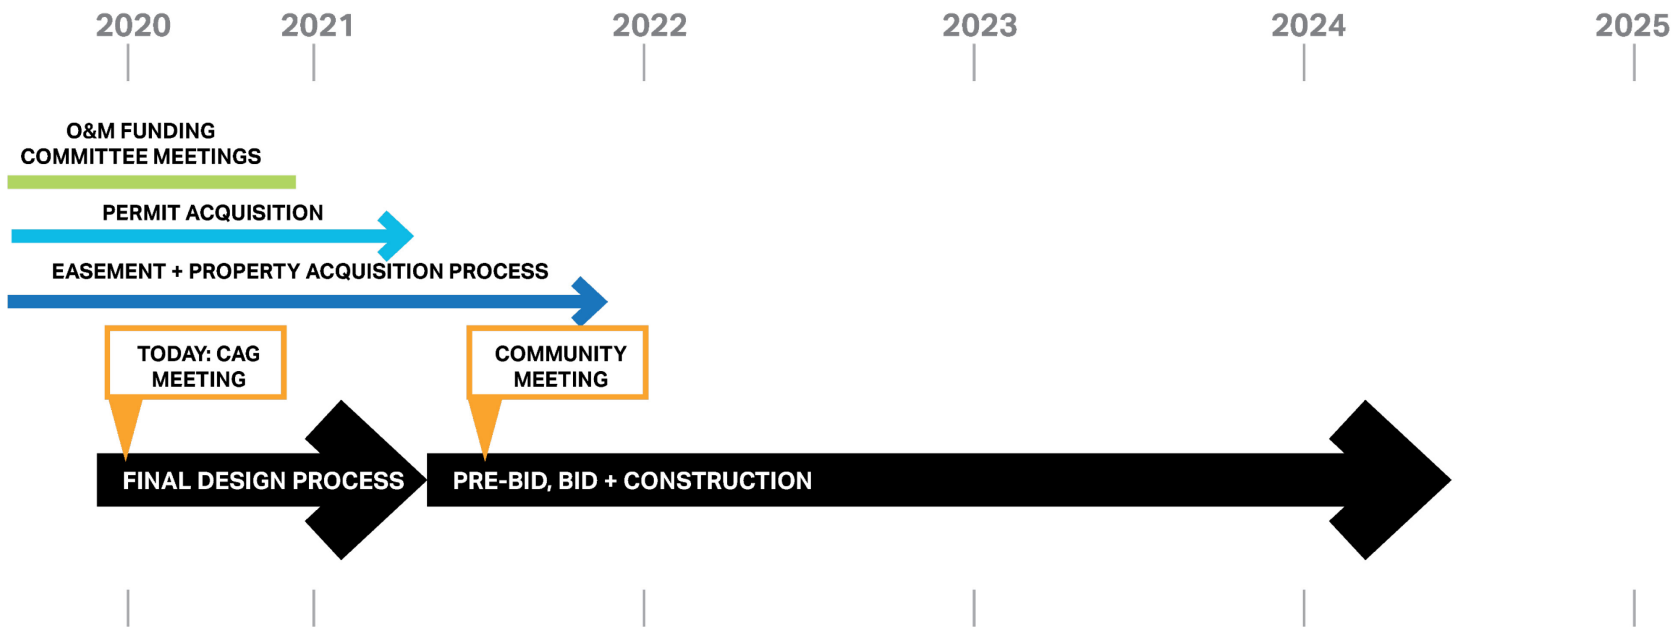 2020 2021 2022 2023 2024 2025
O&M FUNDING
COMMITTEE MEETINGS
PERMIT ACQUISITION
EASEMENT + PROPERTY ACQUISITION PROCESS
TODAY: CAG
MEETING
COMMUNITY
MEETING
FINAL DESIGN PROCESS
PRE-BID, BID + CONSTRUCTION